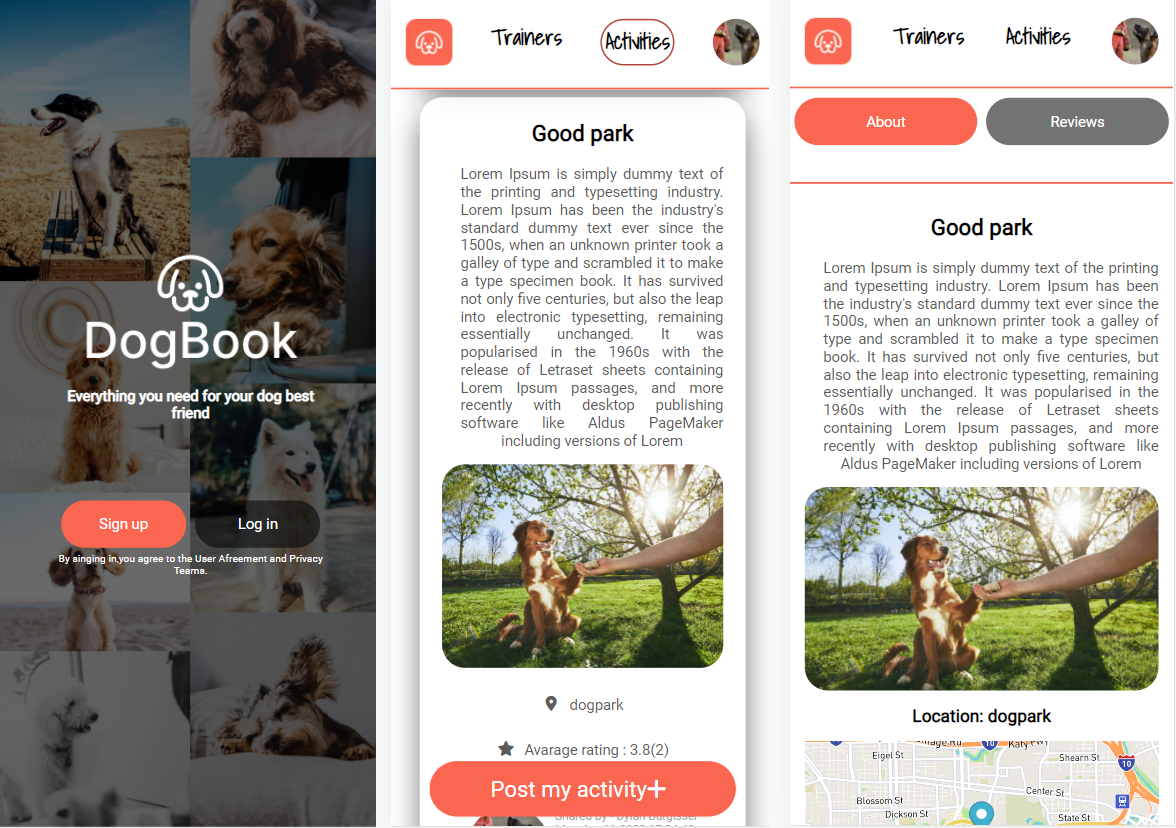 DogBook
Everything you need for your dog best
friend
Sign up
Log in
By singing in,you agree to the User Afreement and Privacy
Teams.
Trainers
Activities
Good park
Lorem Ipsum is simply dummy text of
the printing and typesetting industry.
Lorem Ipsum has been the industry's
standard dummy text ever since the
1500s, when an unknown printer took a
galley of type and scrambled it to make
a type specimen book. It has survived
not only five centuries, but also the leap
into electronic typesetting, remaining
essentially unchanged. It was
popularised in the 1960s with the
release of Letraset sheets containing
Lorem Ipsum passages, and more
recently with desktop publishing
software like Aldus PageMaker
including versions of Lorem
dogpark
Avarage rating : 3.8(2)
Post my activity+
Shared by - Dylan
Trainers
Activities
About
Reviews
Good park
Lorem Ipsum is simply dummy text of the printing
and typesetting industry. Lorem Ipsum has been
the industry's standard dummy text ever since the
1500s, when an unknown printer took a galley of
type and scrambled it to make a type specimen
book. It has survived not only five centuries, but
also the leap into electronic typesetting, remaining
essentially unchanged. It was popularised in the
1960s with the release of Letraset sheets
containing Lorem Ipsum passages, and more
recently with desktop publishing software like
Aldus PageMaker including versions of Lorem
Location: dogpark
Rd
10
Katy Fwy
Eigel St
Shearn St
10
Center St
Blossom St
Dickson St
State St